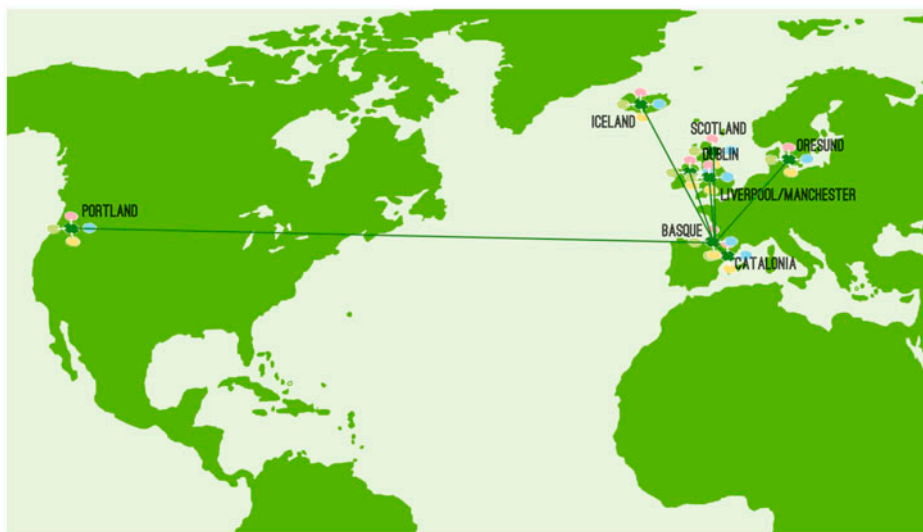 ICELAND
SCOTLAND
DUBLIN
ORESUND
LIVERPOOL/MANCHESTER
PORTLAND
BASQUE
CATALONIA